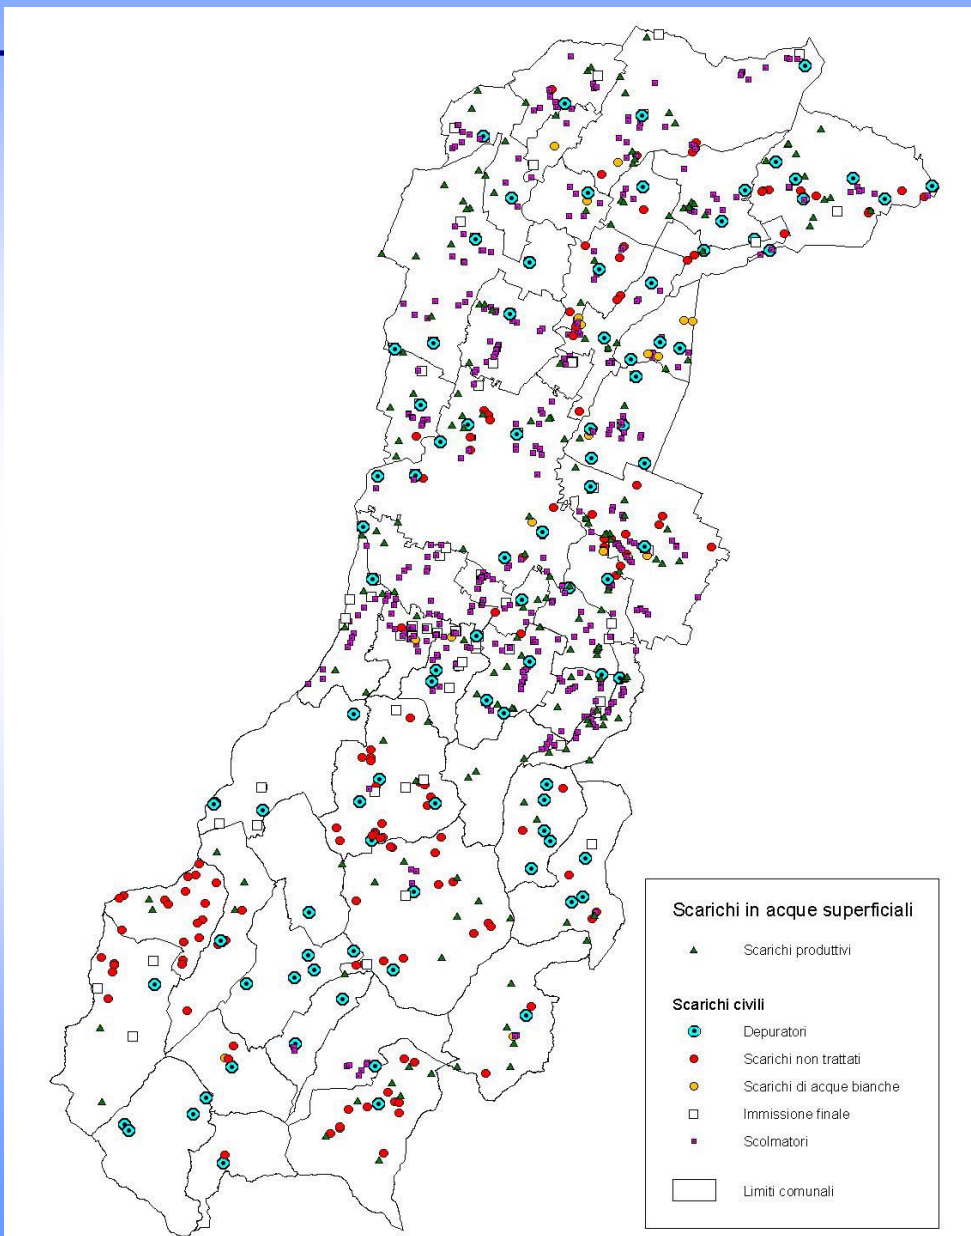 Scarichi in acque superficiali
Scarichi produttivi
Scarichi civili
Depuratori
Scarichi non trattati
Scarichi di acque bianche
Immissione finale
Scolmatori
Limiti comunali